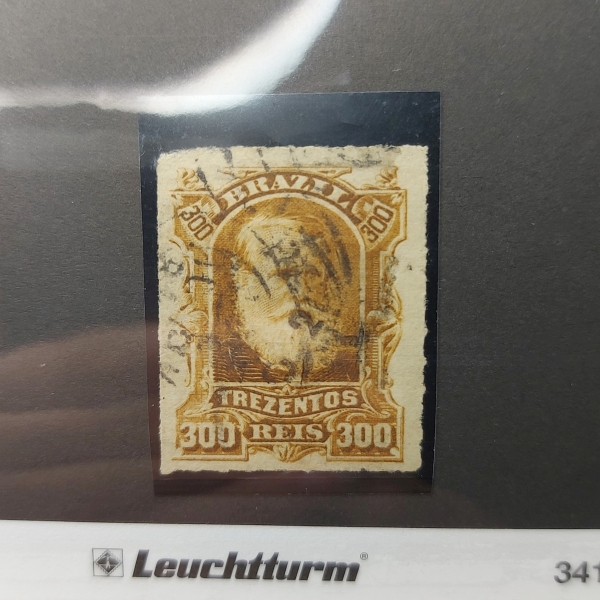 BRAZIL
300 300
TREZENTOS
300 REIS 300
Leuchtturm®
341